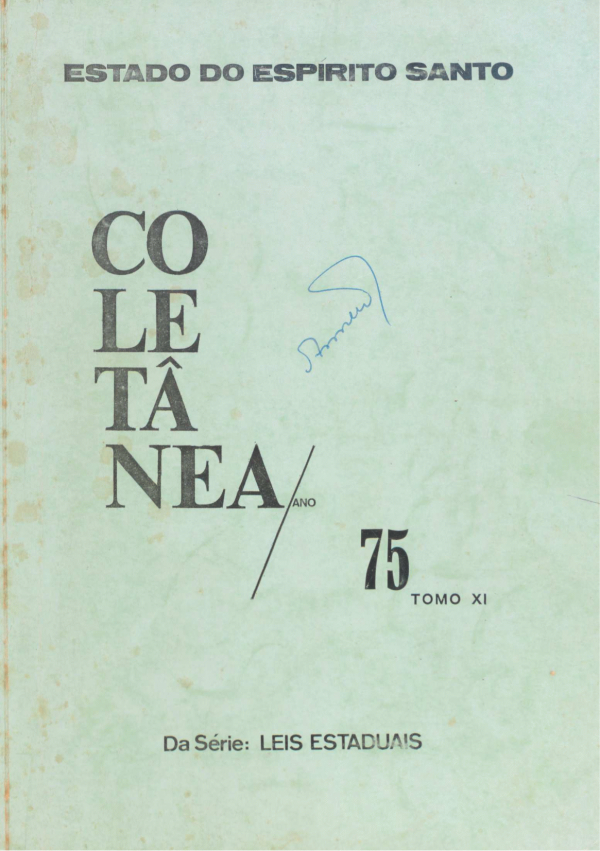 ESTADO DO ESPÍRITO SANTO
CO
LE
TÂ
NEA/
ANO
75
TOMO XI
Da Série: LEIS ESTADUAIS